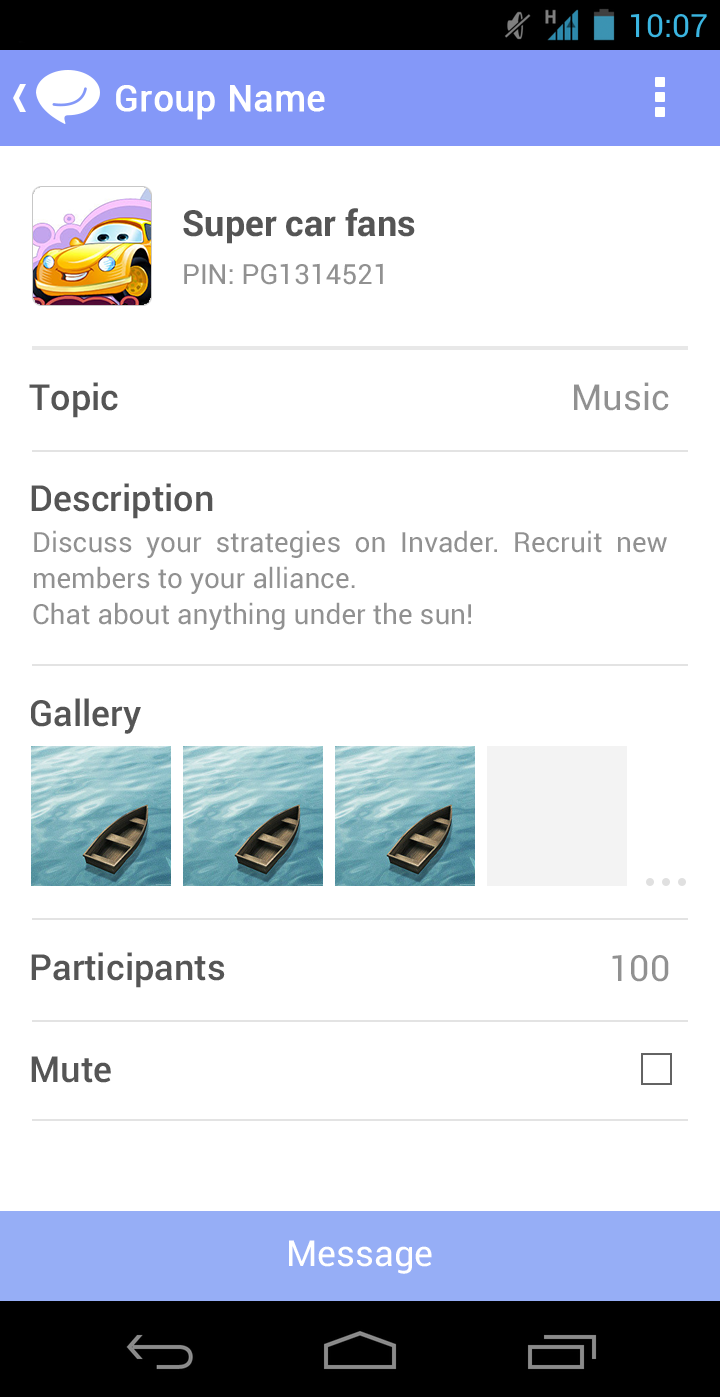 H 10:07
Group Name
Super car fans
PIN: PG1314521
Topic Music
Description
Discuss your strategies on Invader. Recruit new
members to your alliance.
Chat about anything under the sun!
Gallery
Participants 100
Mute
Message